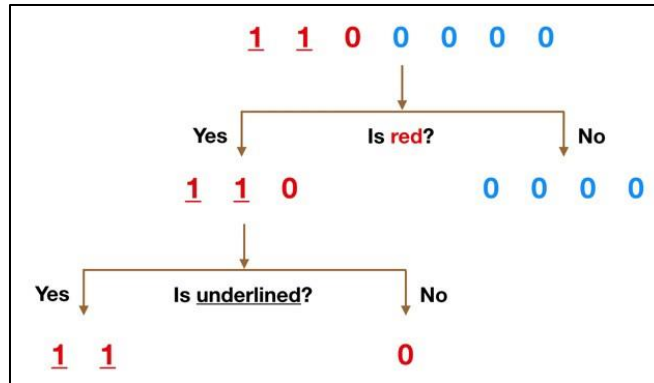 1 1 0 0 0 0 0
Yes Is red? No
1 1 0 0 0 0 0
Yes Is underlined? No
1 1 0